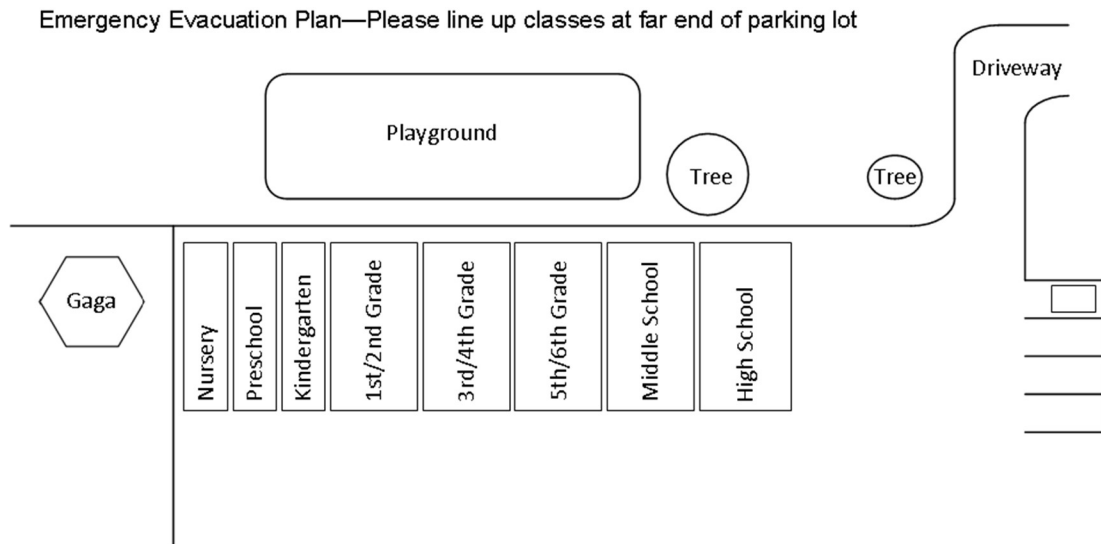 Emergency Evacuation Plan—Please line up classes at far end of parking lot
Driveway
Playground
Tree
Tree
Gaga
Nursery
Preschool
Kindergarten
1st/2nd Grade
3rd/4th Grade
5th/6th Grade
Middle School
High School